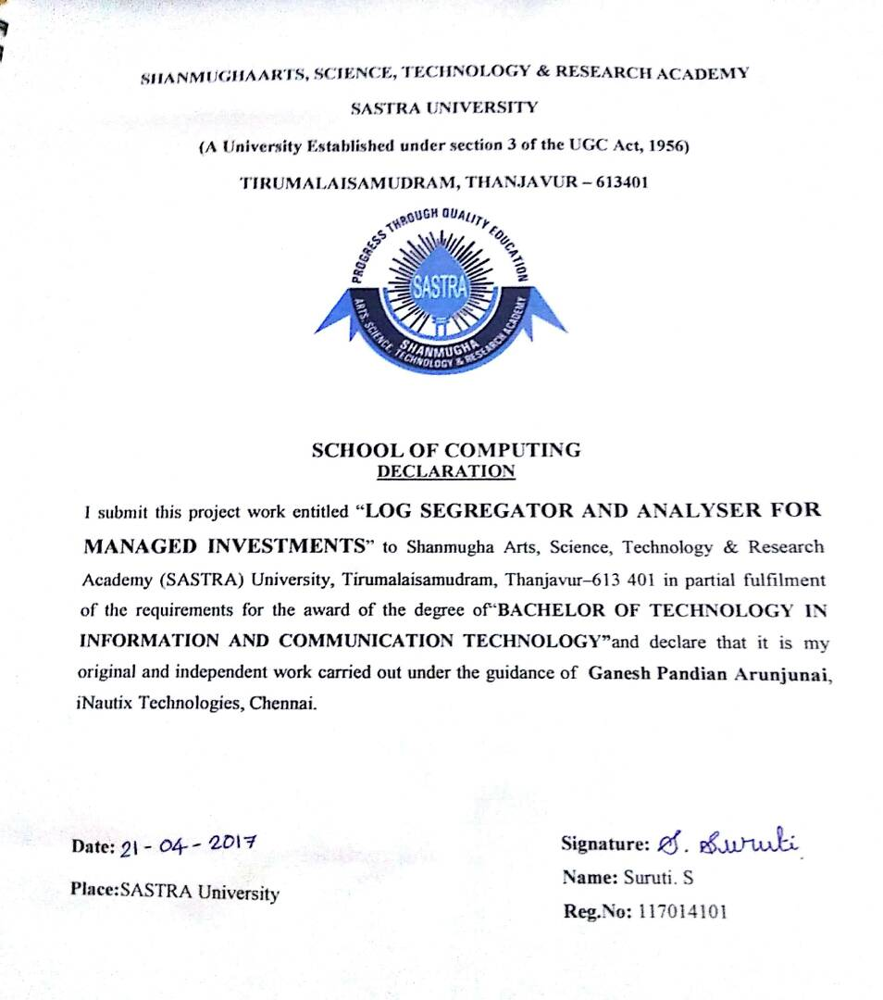 SHANMUGHAARTS, SCIENCE, TECHNOLOGY & RESEARCH ACADEMY
SASTRA UNIVERSITY
(A University Established under section 3 of the UGC Act, 1956)
TIRUMALAISAMUDRAM, THANJAVUR – 613401
PROGRESS THROUGH QUALITY EDUCATION
SASTRA
SHANMUGHA
ARTS, SCIENCE, TECHNOLOGY & RESEARCH ACADEMY
SCHOOL OF COMPUTING
DECLARATION
I submit this project work entitled “LOG SEGREGATOR AND ANALYSER FOR
MANAGED INVESTMENTS” to Shanmugha Arts, Science, Technology & Research
Academy (SASTRA) University, Tirumalaisamudram, Thanjavur–613 401 in partial fulfilment
of the requirements for the award of the degree of“BACHELOR OF TECHNOLOGY IN
INFORMATION AND COMMUNICATION TECHNOLOGY”and declare that it is my
original and independent work carried out under the guidance of Ganesh Pandian Arunjunai,
iNautix Technologies, Chennai.
Date: 21-04-2017
Place:SASTRA University
Signature: S. Suruti
Name: Suruti. S
Reg.No: 117014101